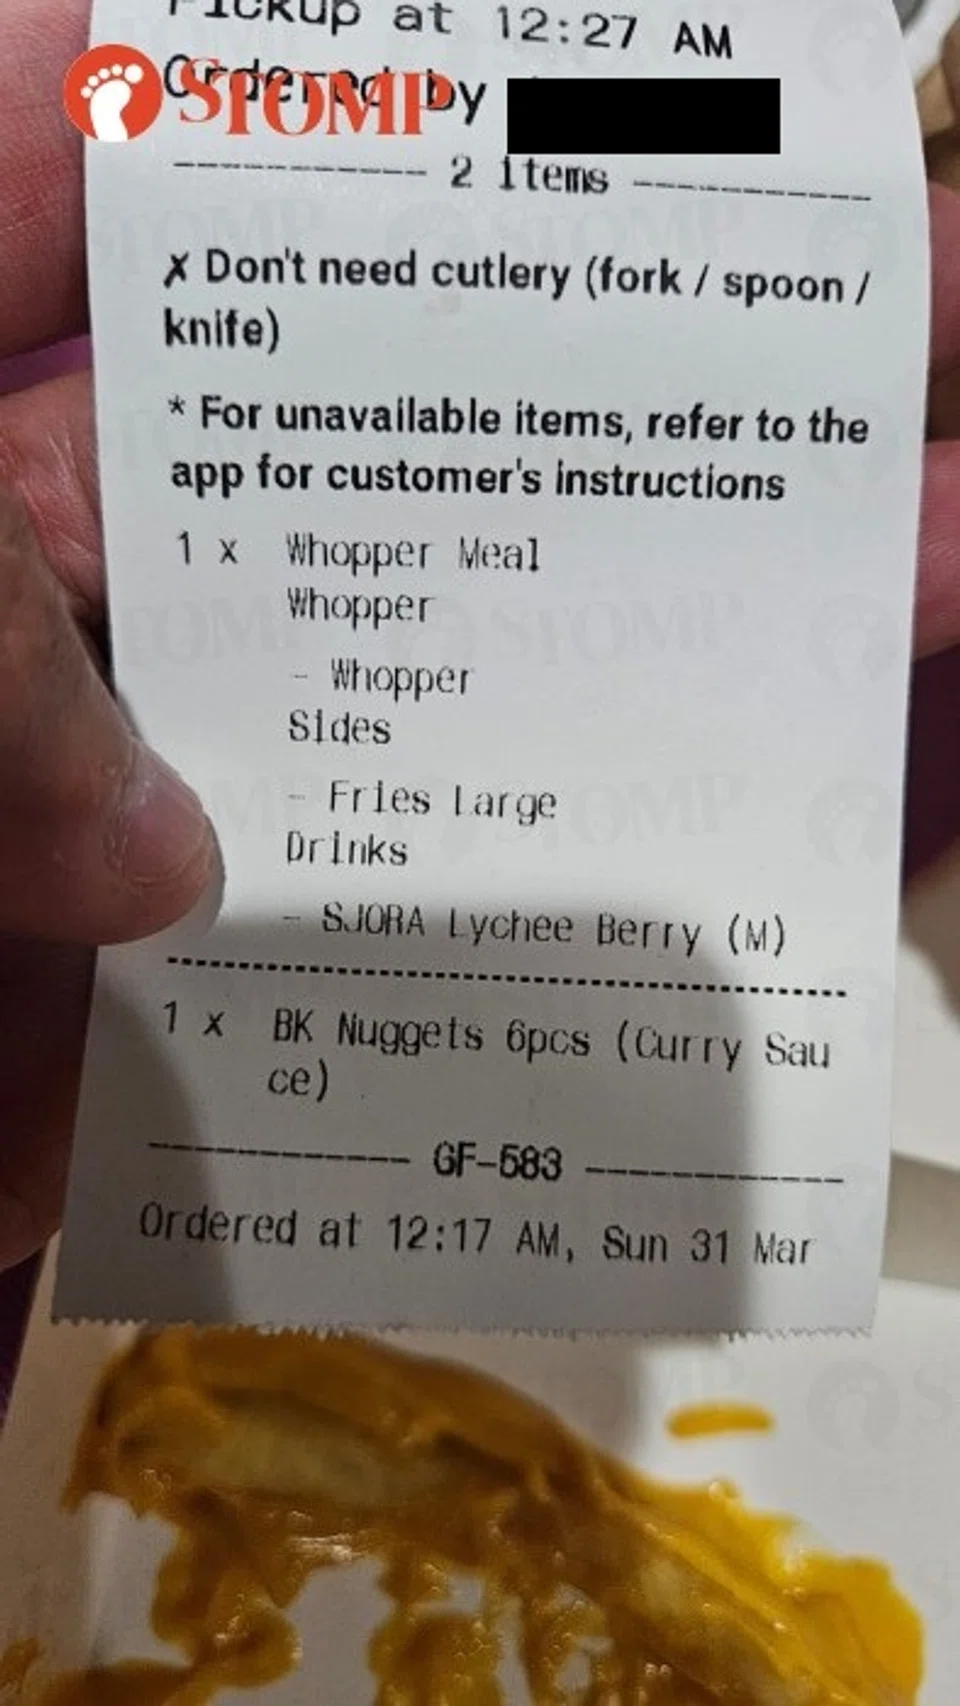 Pickup at 12:27 AM
STOMP
Ordered by
2 items
✗ Don't need cutlery (fork / spoon /
knife)
* For unavailable items, refer to the
app for customer's instructions
1 x Whopper Meal
Whopper
- Whopper
Sides
- Fries Large
Drinks
- SJORA Lychee Berry (M)
1 x BK Nuggets 6pcs (Curry Sau
ce)
GF-583
Ordered at 12:17 AM, Sun 31 Mar